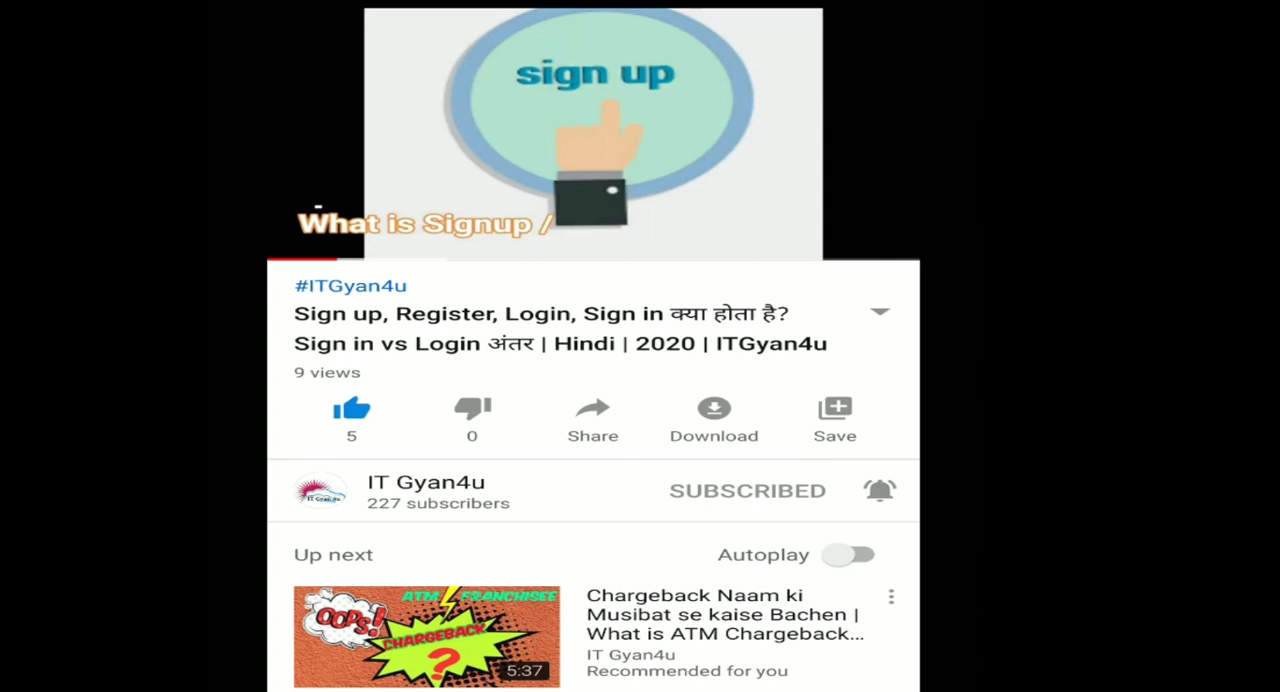 sign up
What is Signup /
#ITGyan4u
Sign up, Register, Login, Sign in क्या होता है?
Sign in vs Login अंतर | Hindi | 2020 | ITGyan4u
9 views
5
0
Share
Download
Save
IT Gyan4u
IT Gyan4u
227 subscribers
SUBSCRIBED
Up next
Autoplay
ATM FRANCHISEE
OOPS!
CHARGEBACK
?
5:37
Chargeback Naam ki
Musibat se kaise Bachen |
What is ATM Chargeback...
IT Gyan4u
Recommended for you